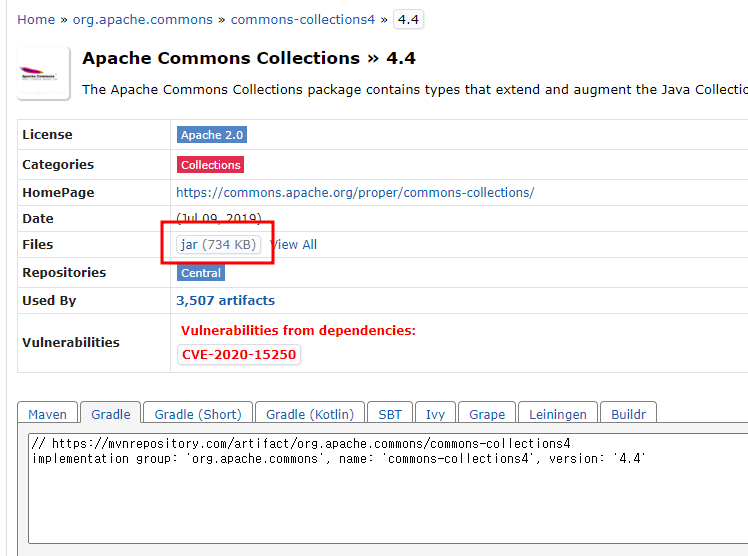 Home » org.apache.commons » commons-collections4 » 4.4
Apache Commons
Apache Commons Collections » 4.4
The Apache Commons Collections package contains types that extend and augment the Java Collectio
License Apache 2.0
Categories Collections
HomePage https://commons.apache.org/proper/commons-collections/
Date (Jul 09, 2019)
Files jar (734 KB) View All
Repositories Central
Used By 3,507 artifacts
Vulnerabilities Vulnerabilities from dependencies:
CVE-2020-15250
Maven Gradle Gradle (Short) Gradle (Kotlin) SBT Ivy Grape Leiningen Buildr
// https://mvnrepository.com/artifact/org.apache.commons/commons-collections4
implementation group: 'org.apache.commons', name: 'commons-collections4', version: '4.4'